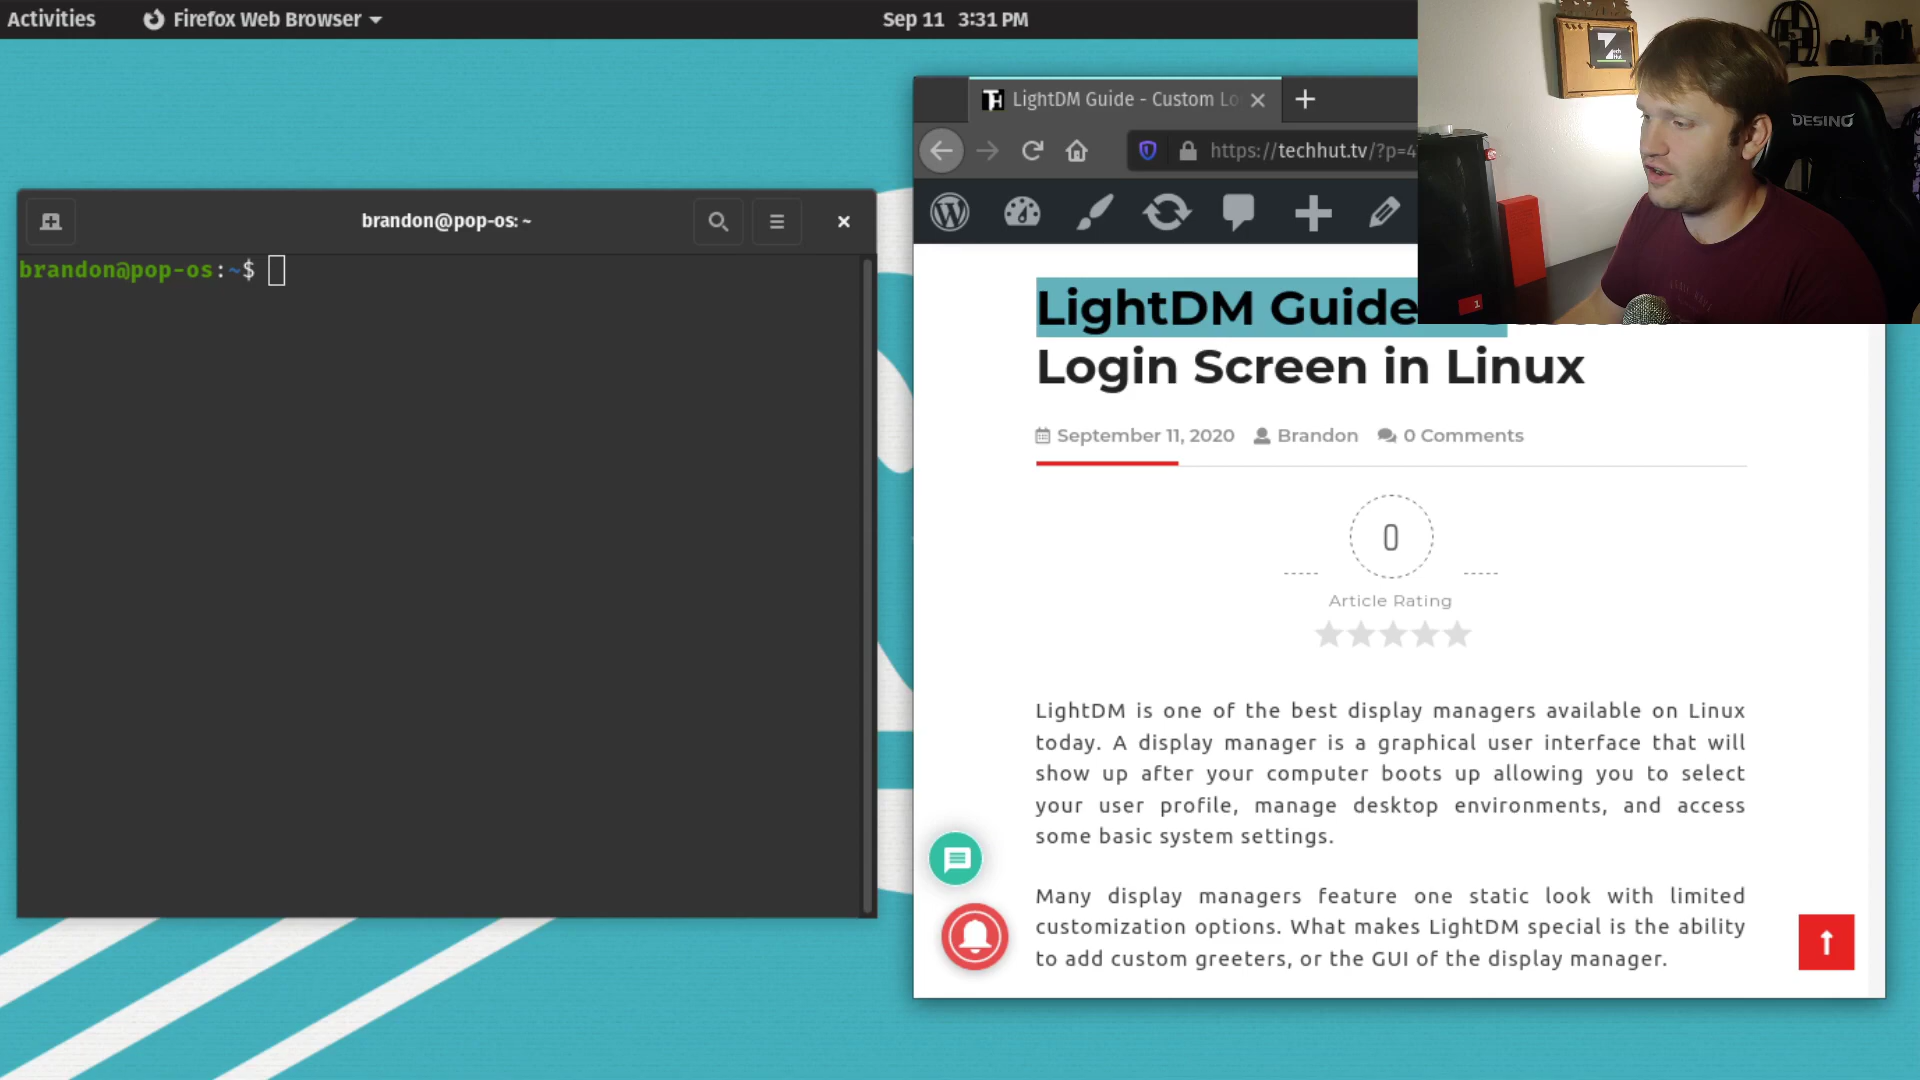 Activities
Firefox Web Browser
Sep 11 3:31 PM
brandon@pop-os: ~
brandon@pop-os:~$
LightDM Guide - Custom Lo
https://techhut.tv/?p=4
DESINO
1
LightDM Guide
Login Screen in Linux
September 11, 2020 Brandon 0 Comments
0
Article Rating
LightDM is one of the best display managers available on Linux
today. A display manager is a graphical user interface that will
show up after your computer boots up allowing you to select
your user profile, manage desktop environments, and access
some basic system settings.
Many display managers feature one static look with limited
customization options. What makes LightDM special is the ability
to add custom greeters, or the GUI of the display manager.